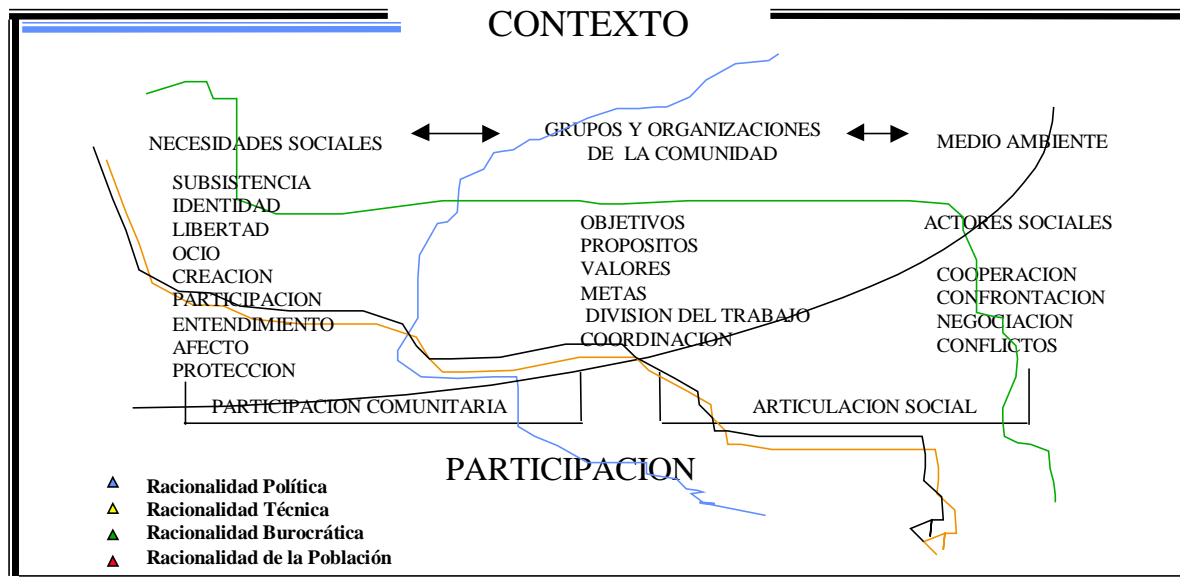 CONTEXTO
NECESIDADES SOCIALES
SUBSISTENCIA
IDENTIDAD
LIBERTAD
OCIO
CREACION
PARTICIPACION
ENTENDIMIENTO
AFECTO
PROTECCION
GRUPOS Y ORGANIZACIONES
DE LA COMUNIDAD
OBJETIVOS
PROPOSITOS
VALORES
METAS
DIVISION DEL TRABAJO
COORDINACION
MEDIO AMBIENTE
ACTORES SOCIALES
COOPERACION
CONFRONTACION
NEGOCIACION
CONFLICTOS
PARTICIPACION COMUNITARIA
ARTICULACION SOCIAL
PARTICIPACION
Racionalidad Política
Racionalidad Técnica
Racionalidad Burocrática
Racionalidad de la Población